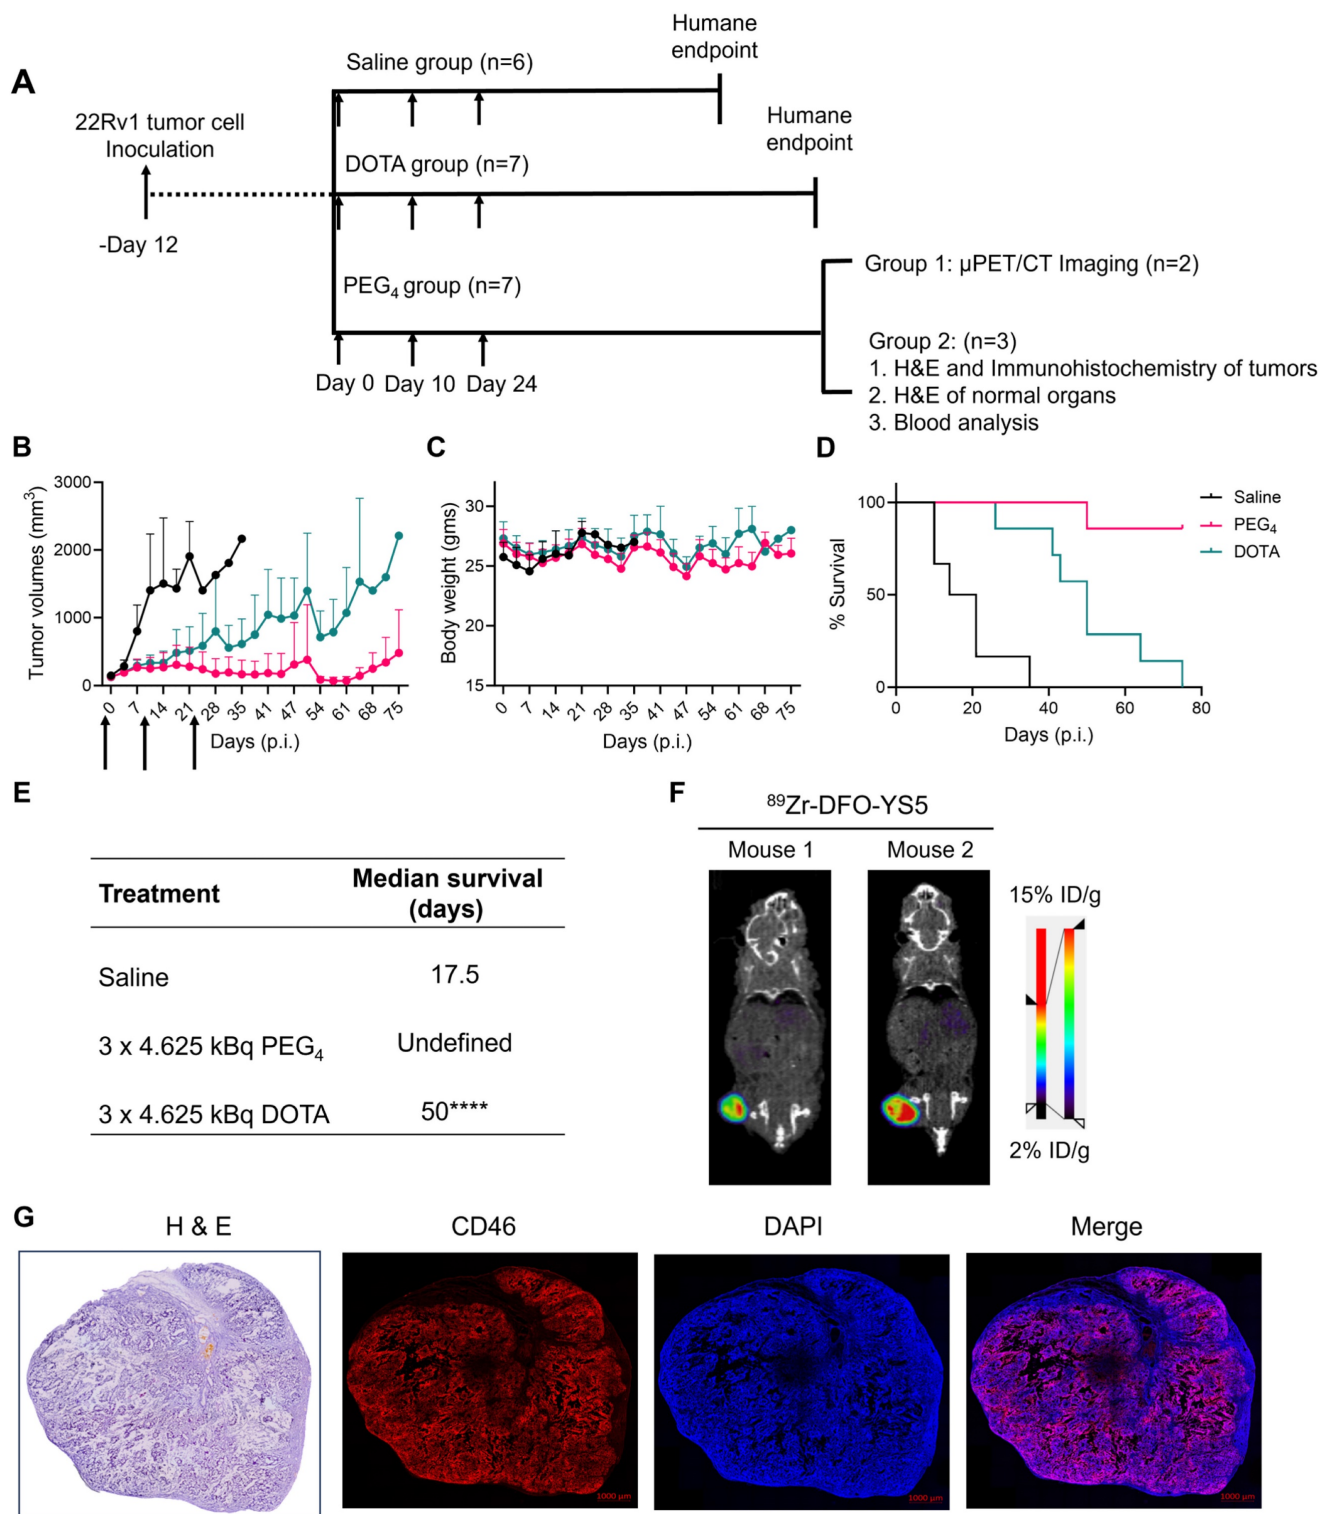 A
22Rv1 tumor cell
Inoculation
-Day 12
Saline group (n=6)
Humane
endpoint
DOTA group (n=7)
Humane
endpoint
PEG4 group (n=7)
Day 0 Day 10 Day 24
Group 1: µPET/CT Imaging (n=2)
Group 2: (n=3)
1. H&E and Immunohistochemistry of tumors
2. H&E of normal organs
3. Blood analysis
B
Tumor volumes (mm³)
3000
2000
1000
0
0 7 14 21 28 35 41 47 54 61 68 75
Days (p.i.)
C
Body weight (gms)
30
25
20
15
0 7 14 21 28 35 41 47 54 61 68 75
Days (p.i.)
D
% Survival
100
50
0
0 20 40 60 80
Days (p.i.)
Saline
PEG4
DOTA
E
Treatment
Median survival
(days)
Saline 17.5
3 x 4.625 kBq PEG4 Undefined
3 x 4.625 kBq DOTA 50****
F
⁸⁹Zr-DFO-YS5
Mouse 1 Mouse 2
15% ID/g
2% ID/g
G
H & E CD46 DAPI Merge
1000 µm 1000 µm 1000 µm